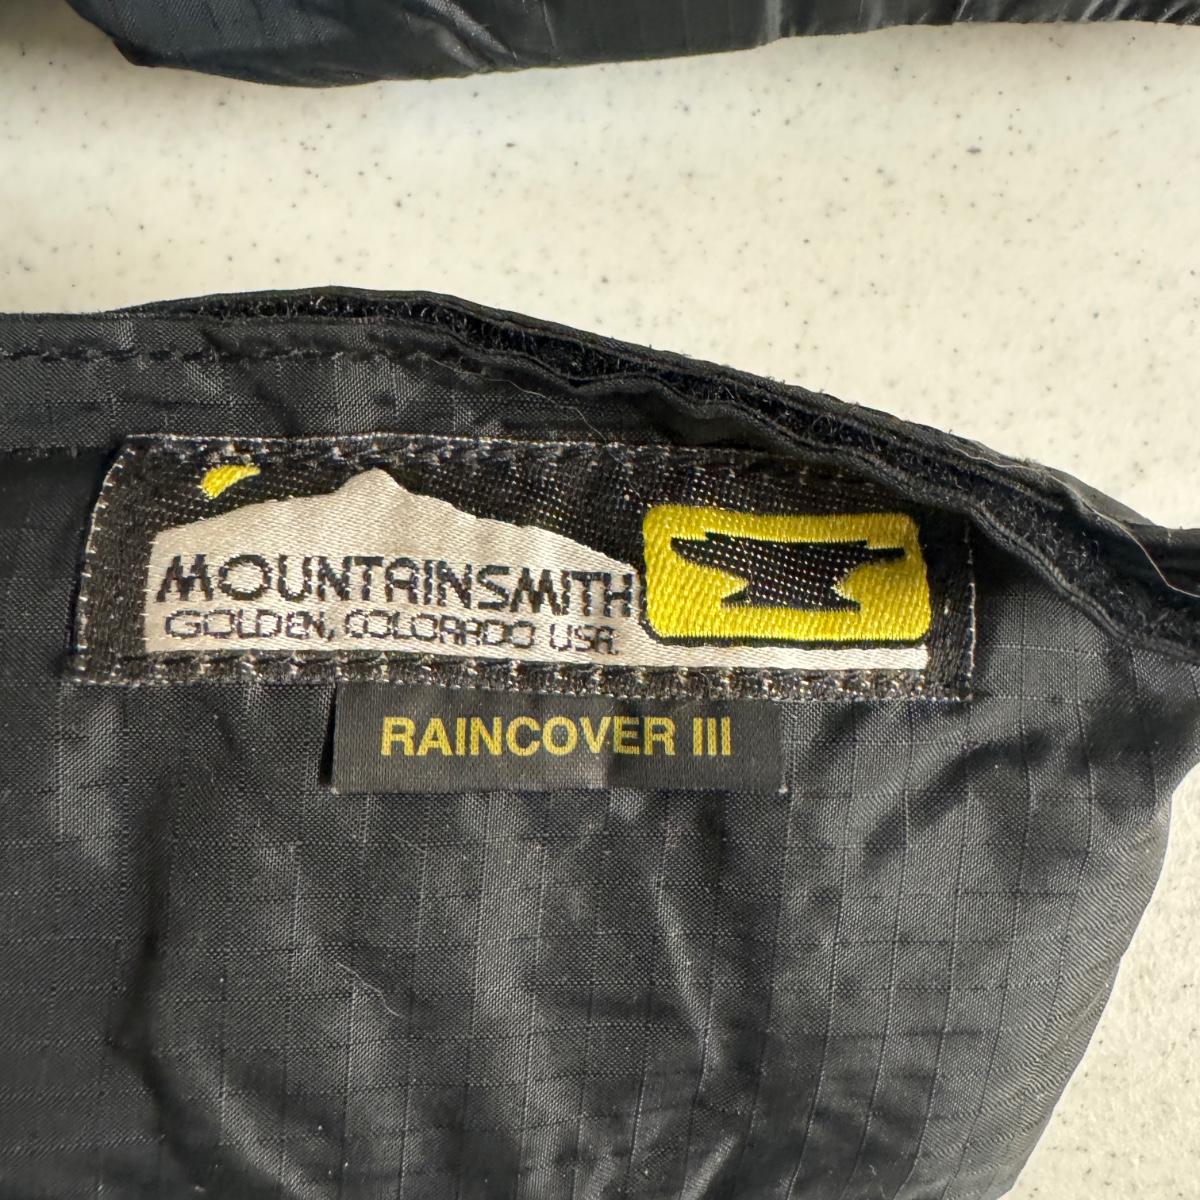 MOUNTAINSMITH
GOLDEN, COLORADO USA.
RAINCOVER III